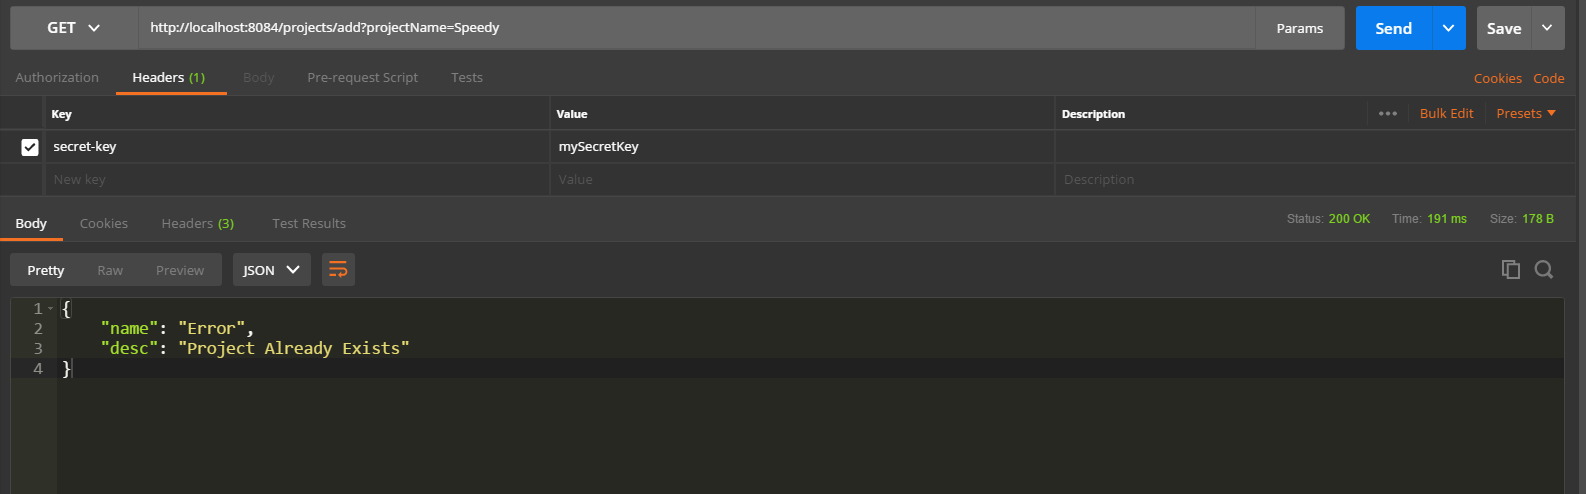 GET http://localhost:8084/projects/add?projectName=Speedy Params Send Save
Authorization Headers (1) Body Pre-request Script Tests Cookies Code
Key Value Description Bulk Edit Presets
secret-key mySecretKey
New key Value Description
Body Cookies Headers (3) Test Results Status: 200 OK Time: 191 ms Size: 178 B
Pretty Raw Preview JSON
1 {
2 "name": "Error",
3 "desc": "Project Already Exists"
4 }